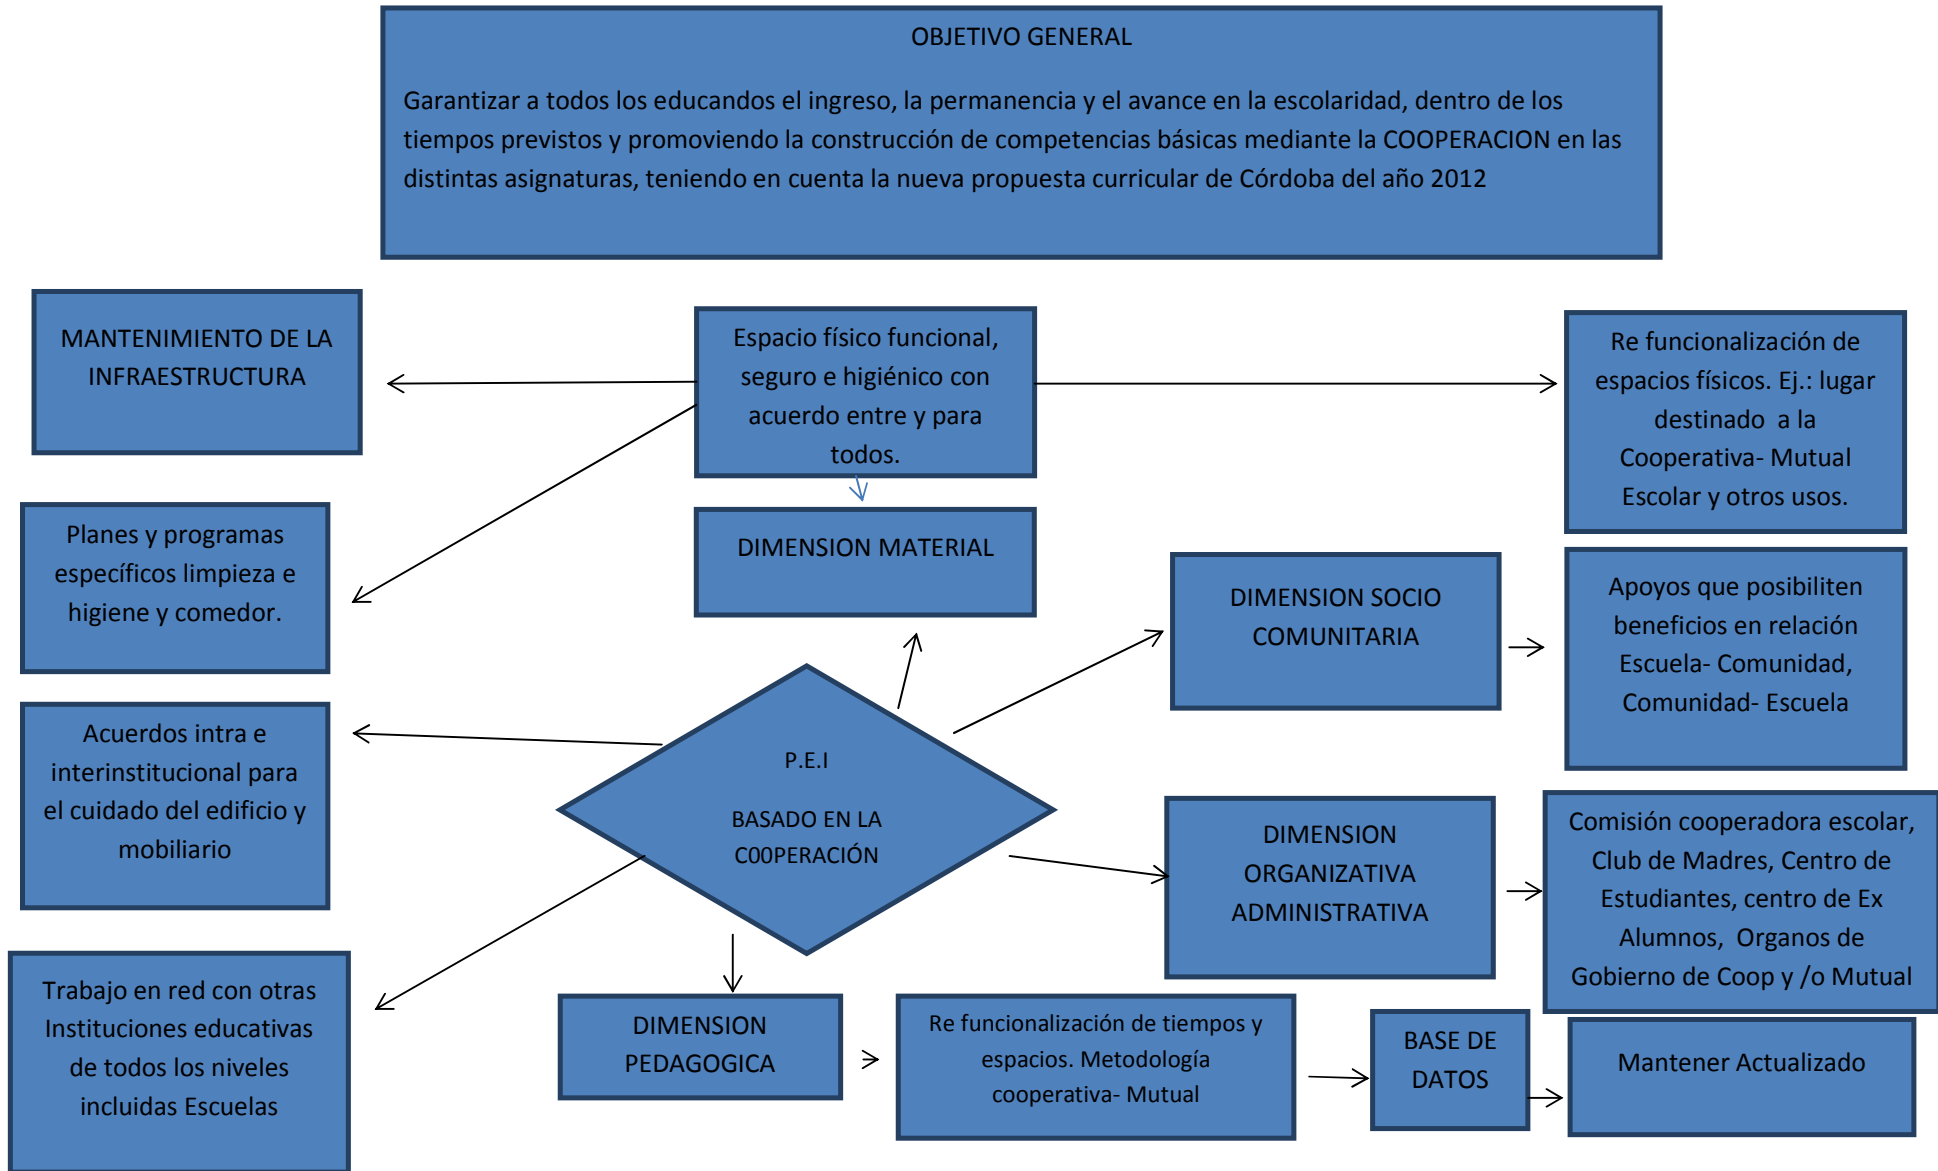 OBJETIVO GENERAL
Garantizar a todos los educandos el ingreso, la permanencia y el avance en la escolaridad, dentro de los
tiempos previstos y promoviendo la construcción de competencias básicas mediante la COOPERACION en las
distintas asignaturas, teniendo en cuenta la nueva propuesta curricular de Córdoba del año 2012
MANTENIMIENTO DE LA
INFRAESTRUCTURA
Espacio físico funcional,
seguro e higiénico con
acuerdo entre y para
todos.
Re funcionalización de
espacios físicos. Ej.: lugar
destinado a la
Cooperativa- Mutual
Escolar y otros usos.
Planes y programas
específicos limpieza e
higiene y comedor.
DIMENSION MATERIAL
DIMENSION SOCIO
COMUNITARIA
Apoyos que posibiliten
beneficios en relación
Escuela- Comunidad,
Comunidad- Escuela
Acuerdos intra e
interinstitucional para
el cuidado del edificio y
mobiliario
P.E.I
BASADO EN LA
C00PERACIÓN
DIMENSION
ORGANIZATIVA
ADMINISTRATIVA
Comisión cooperadora escolar,
Club de Madres, Centro de
Estudiantes, centro de Ex
Alumnos, Organos de
Gobierno de Coop y /o Mutual
Trabajo en red con otras
Instituciones educativas
de todos los niveles
incluidas Escuelas
DIMENSION
PEDAGOGICA
Re funcionalización de tiempos y
espacios. Metodología
cooperativa- Mutual
BASE DE
DATOS
Mantener Actualizado